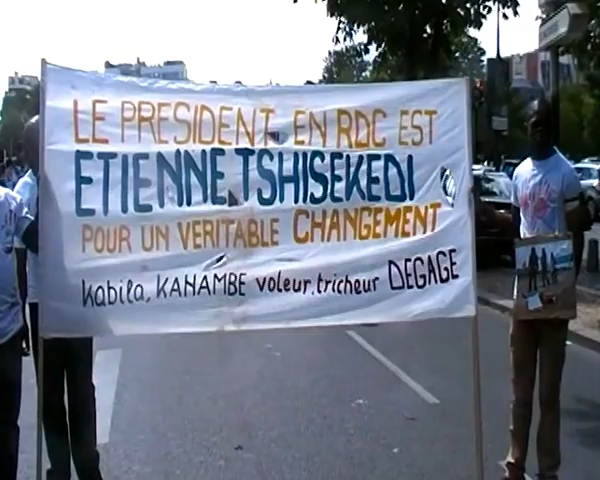 LE PRESIDENT EN RDC EST
ETIENNE TSHISEKEDI
POUR UN VERITABLE CHANGEMENT
Kabila, KANAMBE voleur, tricheur DEGAGE